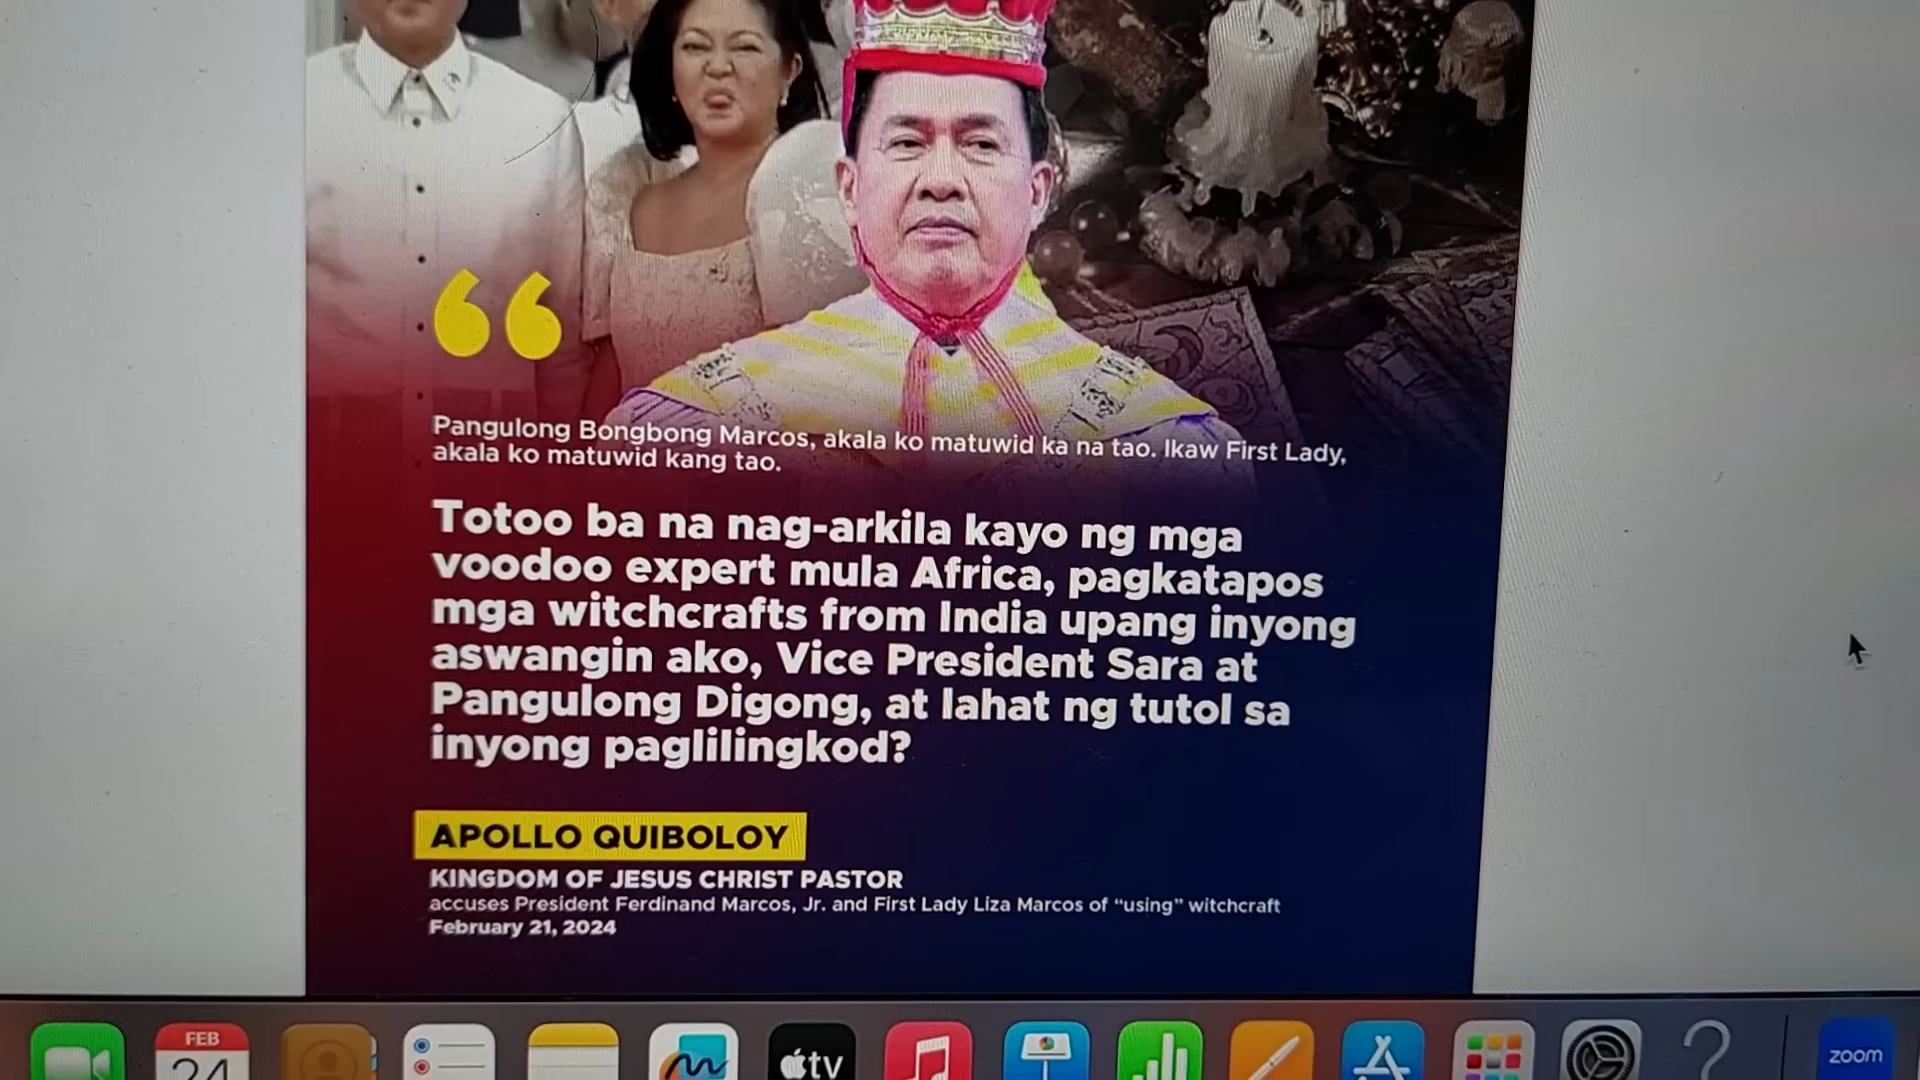 Pangulong Bongbong Marcos, akala ko matuwid ka na tao. Ikaw First Lady,
akala ko matuwid kang tao.
Totoo ba na nag-arkila kayo ng mga
voodoo expert mula Africa, pagkatapos
mga witchcrafts from India upang inyong
aswangin ako, Vice President Sara at
Pangulong Digong, at lahat ng tutol sa
inyong paglilingkod?
APOLLO QUIBOLOY
KINGDOM OF JESUS CHRIST PASTOR
accuses President Ferdinand Marcos, Jr. and First Lady Liza Marcos of "using" witchcraft
February 21, 2024
FEB
24
tv
zoom